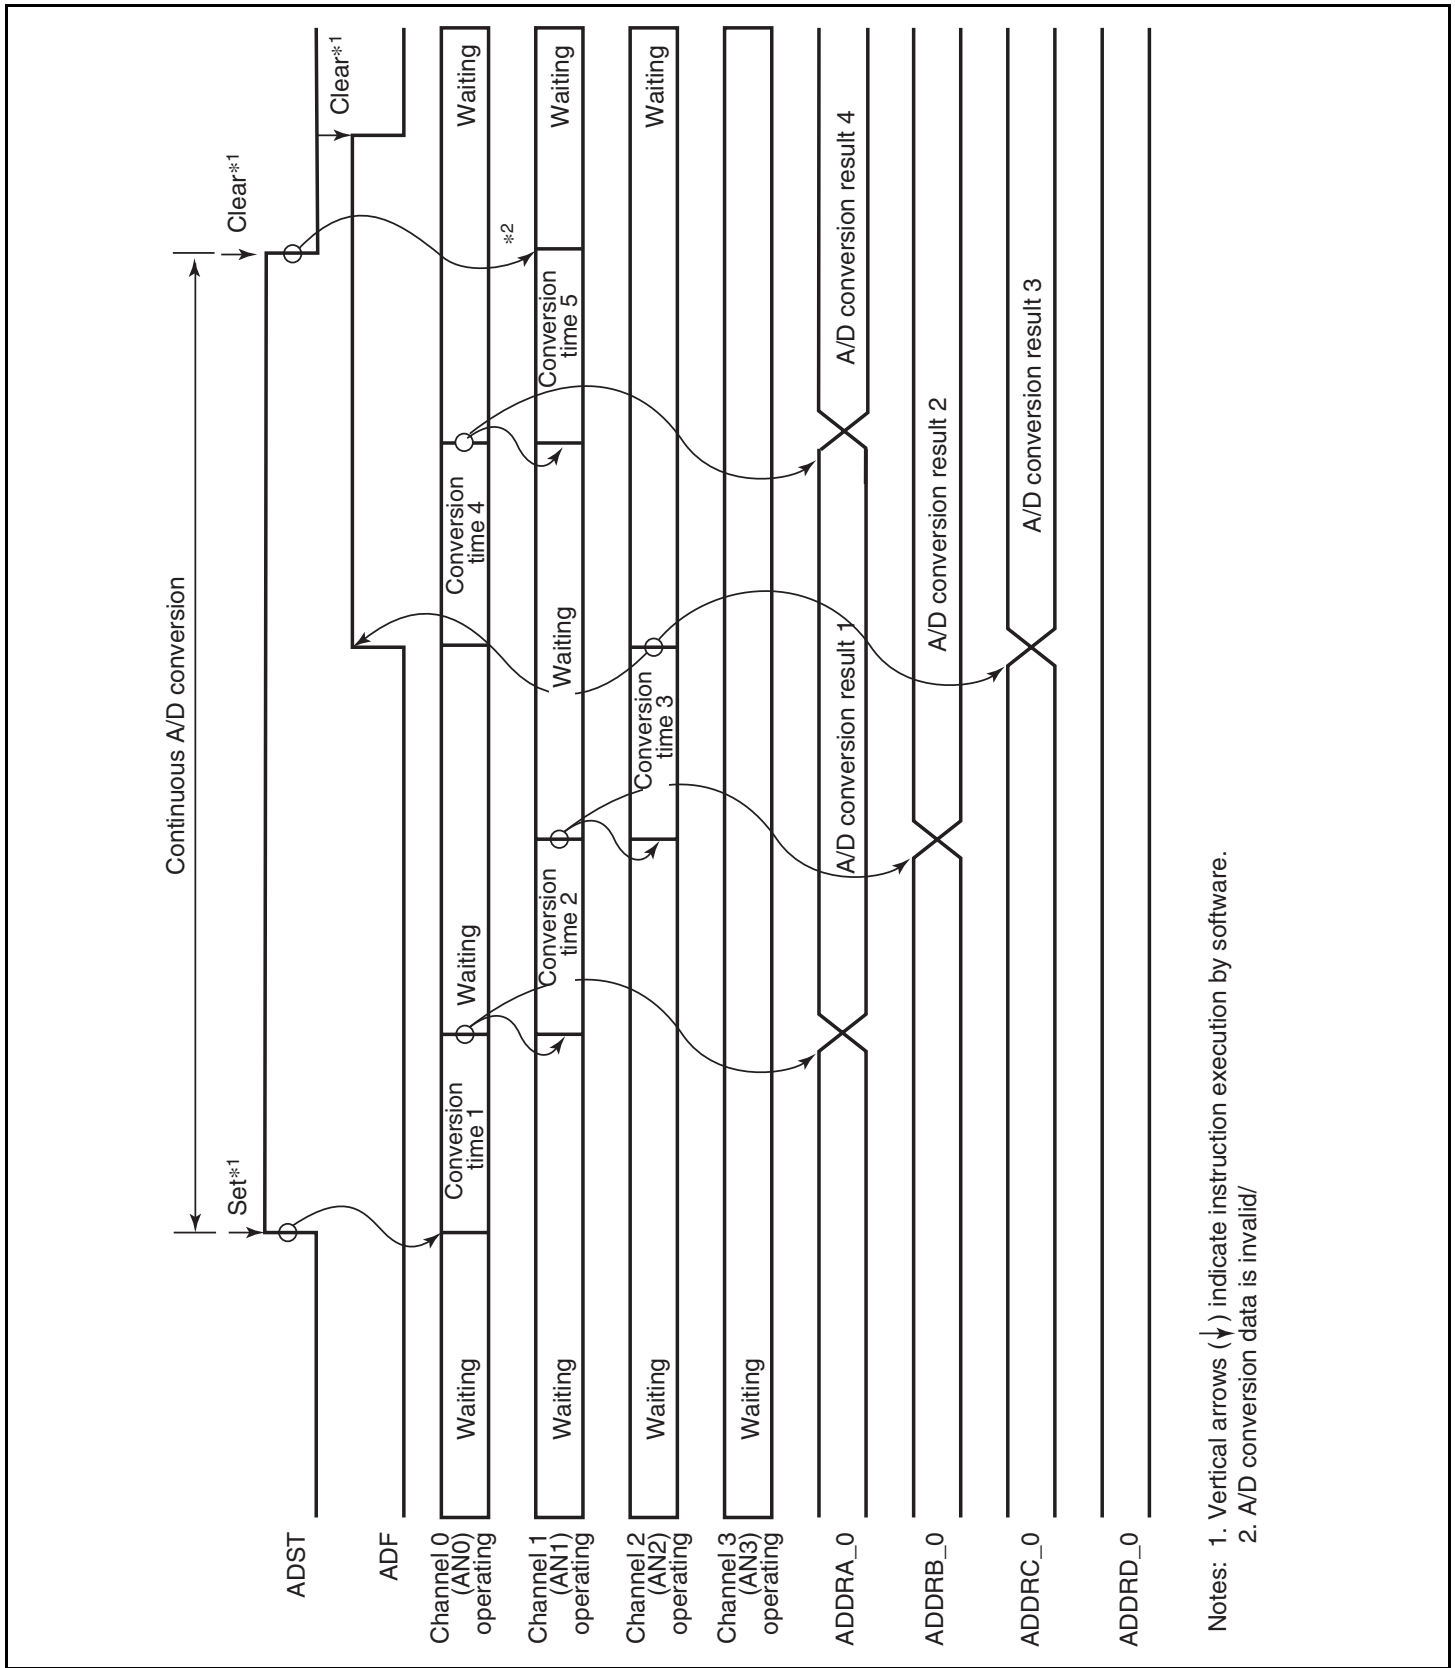 Continuous A/D conversion
Set*1
Clear*1
Clear*1
ADST
ADF
Channel 0
(AN0)
operating
Waiting
Conversion
time 1
Waiting
Conversion
time 4
Waiting
Channel 1
(AN1)
operating
Waiting
Conversion
time 2
Waiting
Conversion
time 5
*2
Waiting
Channel 2
(AN2)
operating
Waiting
Conversion
time 3
Waiting
Channel 3
(AN3)
operating
Waiting
ADDRA_0
A/D conversion result 1
A/D conversion result 4
ADDRB_0
A/D conversion result 2
ADDRC_0
A/D conversion result 3
ADDRD_0
Notes: 1. Vertical arrows (↓) indicate instruction execution by software.
2. A/D conversion data is invalid/